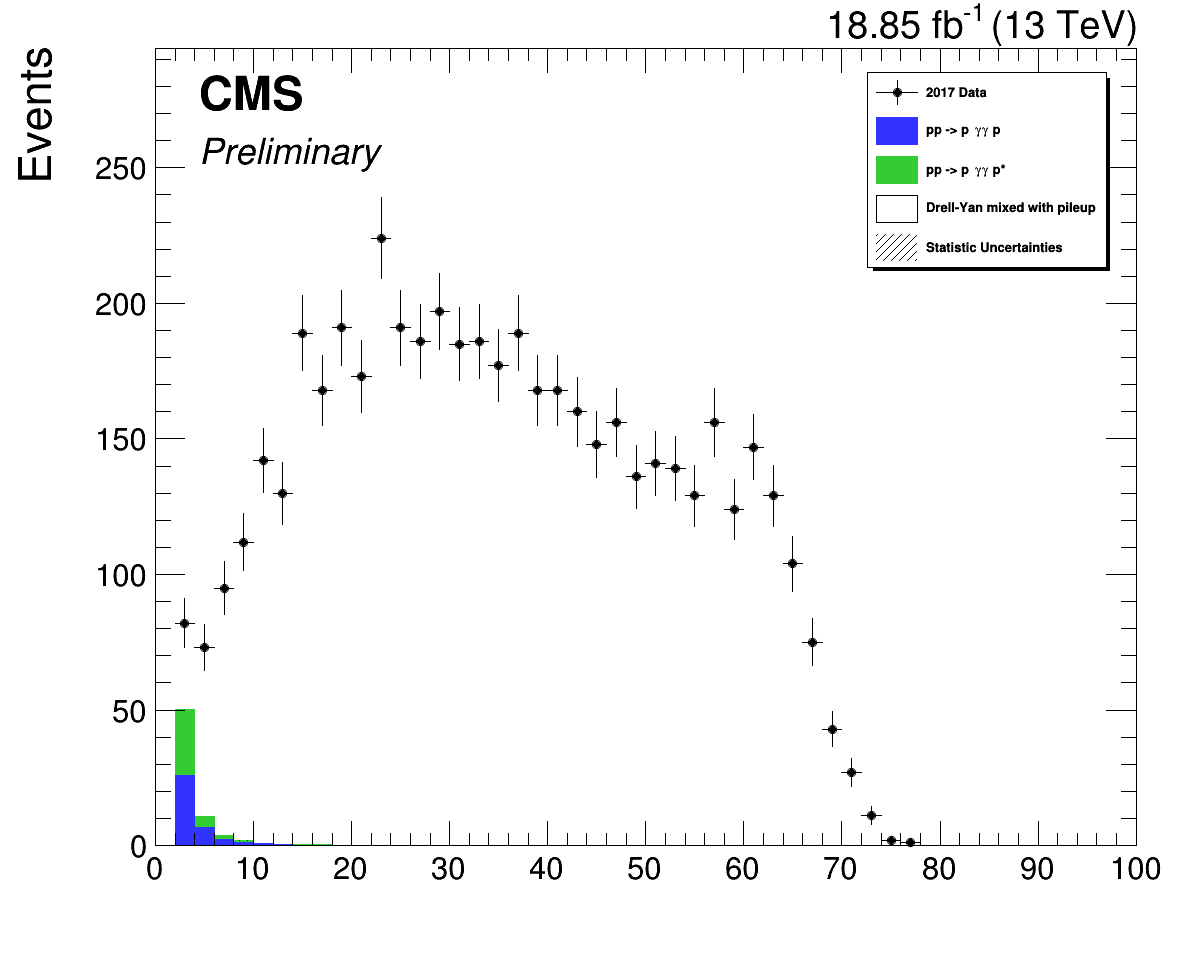 18.85 fb⁻¹ (13 TeV)
Events
CMS
Preliminary
2017 Data
pp -> p γγ p
pp -> p γγ p*
Drell-Yan mixed with pileup
Statistic Uncertainties
250
200
150
100
50
0
0 10 20 30 40 50 60 70 80 90 100